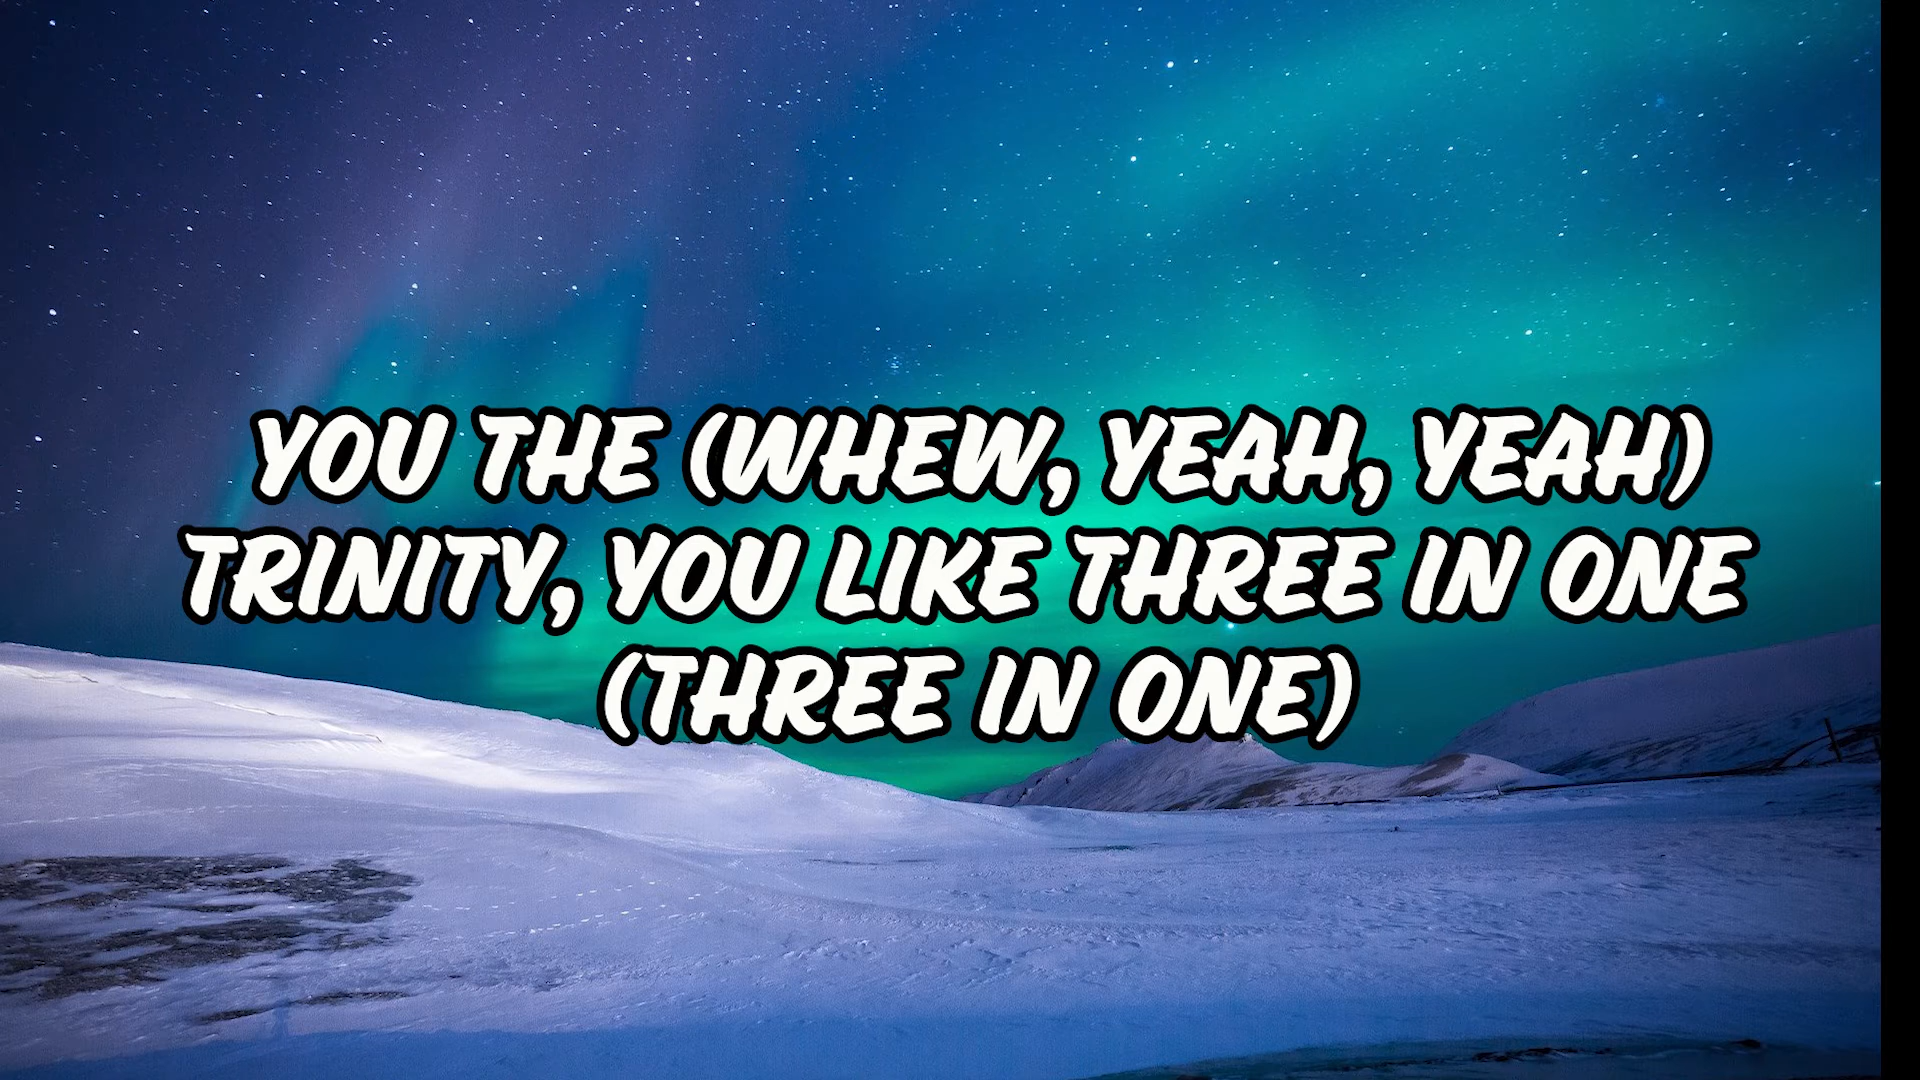 YOU THE (WHEW, YEAH, YEAH)
TRINITY, YOU LIKE THREE IN ONE
(THREE IN ONE)